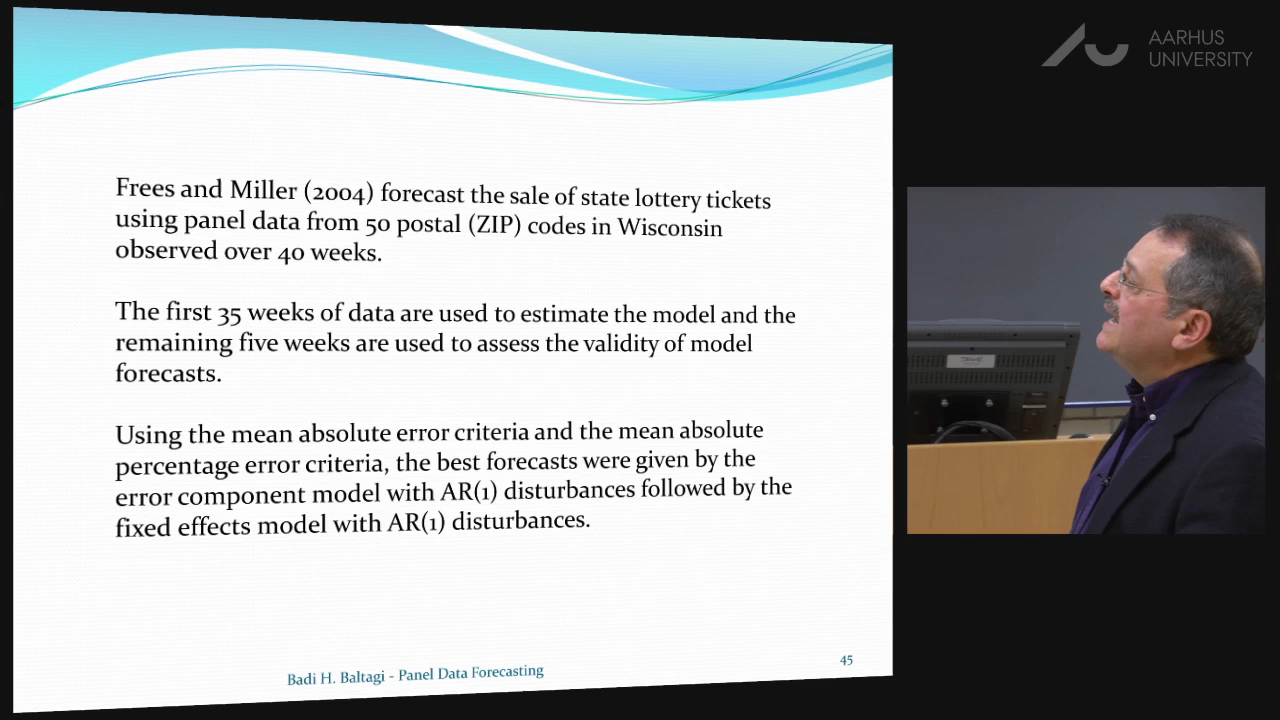 Frees and Miller (2004) forecast the sale of state lottery tickets
using panel data from 50 postal (ZIP) codes in Wisconsin
observed over 40 weeks.
The first 35 weeks of data are used to estimate the model and the
remaining five weeks are used to assess the validity of model
forecasts.
Using the mean absolute error criteria and the mean absolute
percentage error criteria, the best forecasts were given by the
error component model with AR(1) disturbances followed by the
fixed effects model with AR(1) disturbances.
Badi H. Baltagi - Panel Data Forecasting
45
AARHUS
UNIVERSITY